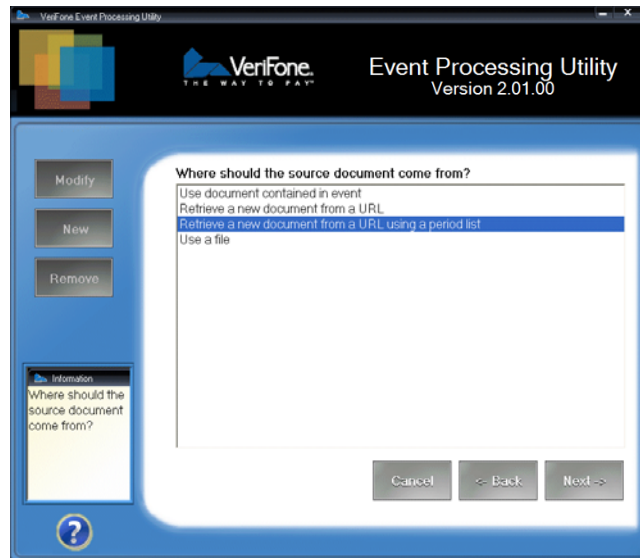 VeriFone Event Processing Utility
VeriFone.
THE WAY TO PAY™
Event Processing Utility
Version 2.01.00
Modify
New
Remove
Where should the source document come from?
Use document contained in event
Retrieve a new document from a URL
Retrieve a new document from a URL using a period list
Use a file
Information
Where should the
source document
come from?
Cancel
<- Back
Next ->
?